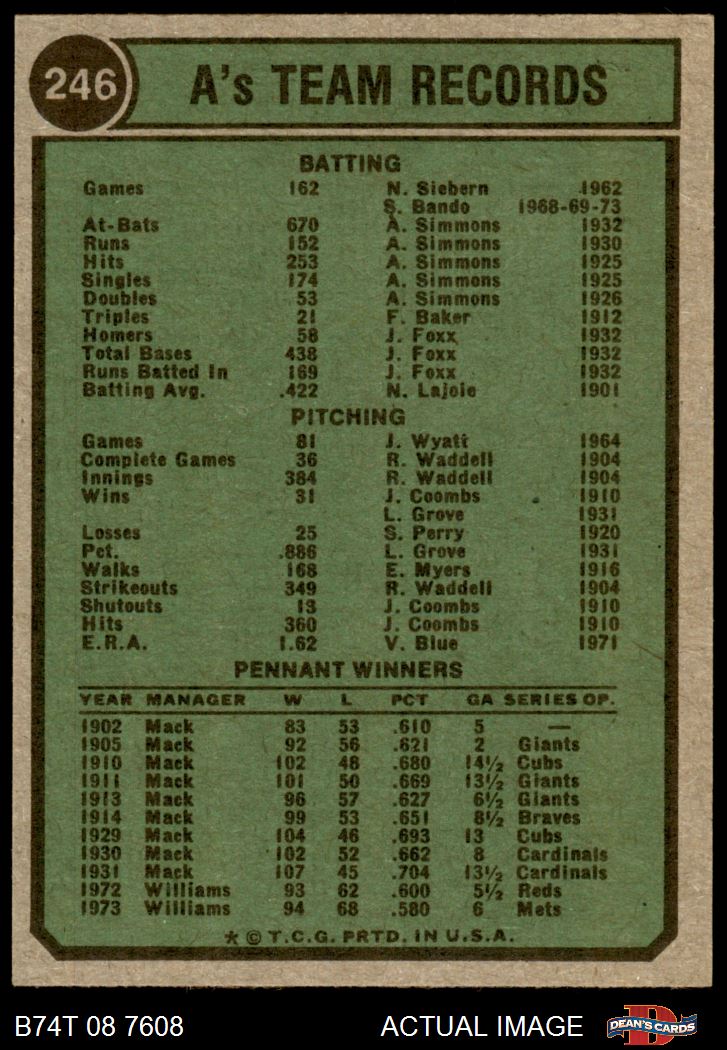 246 A's TEAM RECORDS
BATTING
Games 162 N. Siebern 1962
S. Bando 1968-69-73
At-Bats 670 A. Simmons 1932
Runs 152 A. Simmons 1930
Hits 253 A. Simmons 1925
Singles 174 A. Simmons 1925
Doubles 53 A. Simmons 1926
Triples 21 F. Baker 1912
Homers 58 J. Foxx 1932
Total Bases 438 J. Foxx 1932
Runs Batted In 169 J. Foxx 1932
Batting Avg. .422 N. Lajoie 1901
PITCHING
Games 81 J. Wyatt 1964
Complete Games 36 R. Waddell 1904
Innings 384 R. Waddell 1904
Wins 31 J. Coombs 1910
L. Grove 1931
Losses 25 S. Perry 1920
Pct. .886 L. Grove 1931
Walks 168 E. Myers 1916
Strikeouts 349 R. Waddell 1904
Shutouts 13 J. Coombs 1910
Hits 360 J. Coombs 1910
E.R.A. 1.62 V. Blue 1971
PENNANT WINNERS
YEAR MANAGER W L PCT GA SERIES OP.
1902 Mack 83 53 .610 5 —
1905 Mack 92 56 .621 2 Giants
1910 Mack 102 48 .680 14½ Cubs
1911 Mack 101 50 .669 13½ Giants
1913 Mack 96 57 .627 6½ Giants
1914 Mack 99 53 .651 8½ Braves
1929 Mack 104 46 .693 13 Cubs
1930 Mack 102 52 .662 8 Cardinals
1931 Mack 107 45 .704 13½ Cardinals
1972 Williams 93 62 .600 5½ Reds
1973 Williams 94 68 .580 6 Mets
* © T.C.G. PRTD. IN U.S.A.
B74T 08 7608 ACTUAL IMAGE D DEAN'S CARDS